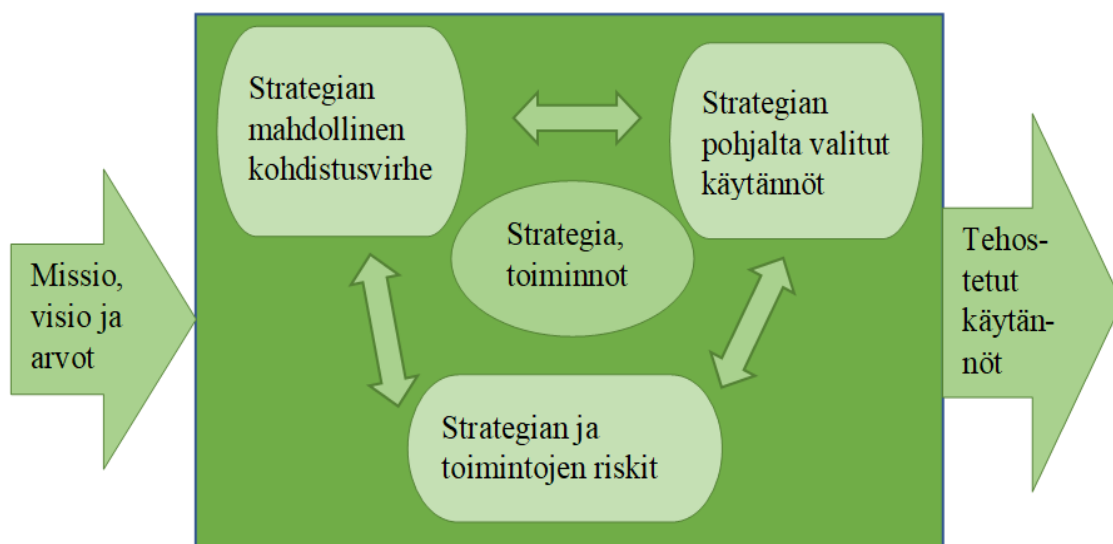 Missio,
visio ja
arvot
Strategian
mahdollinen
kohdistusvirhe
Strategian
pohjalta valitut
käytännöt
Strategia,
toiminnot
Strategian ja
toimintojen riskit
Tehos-
tetut
käytän-
nöt